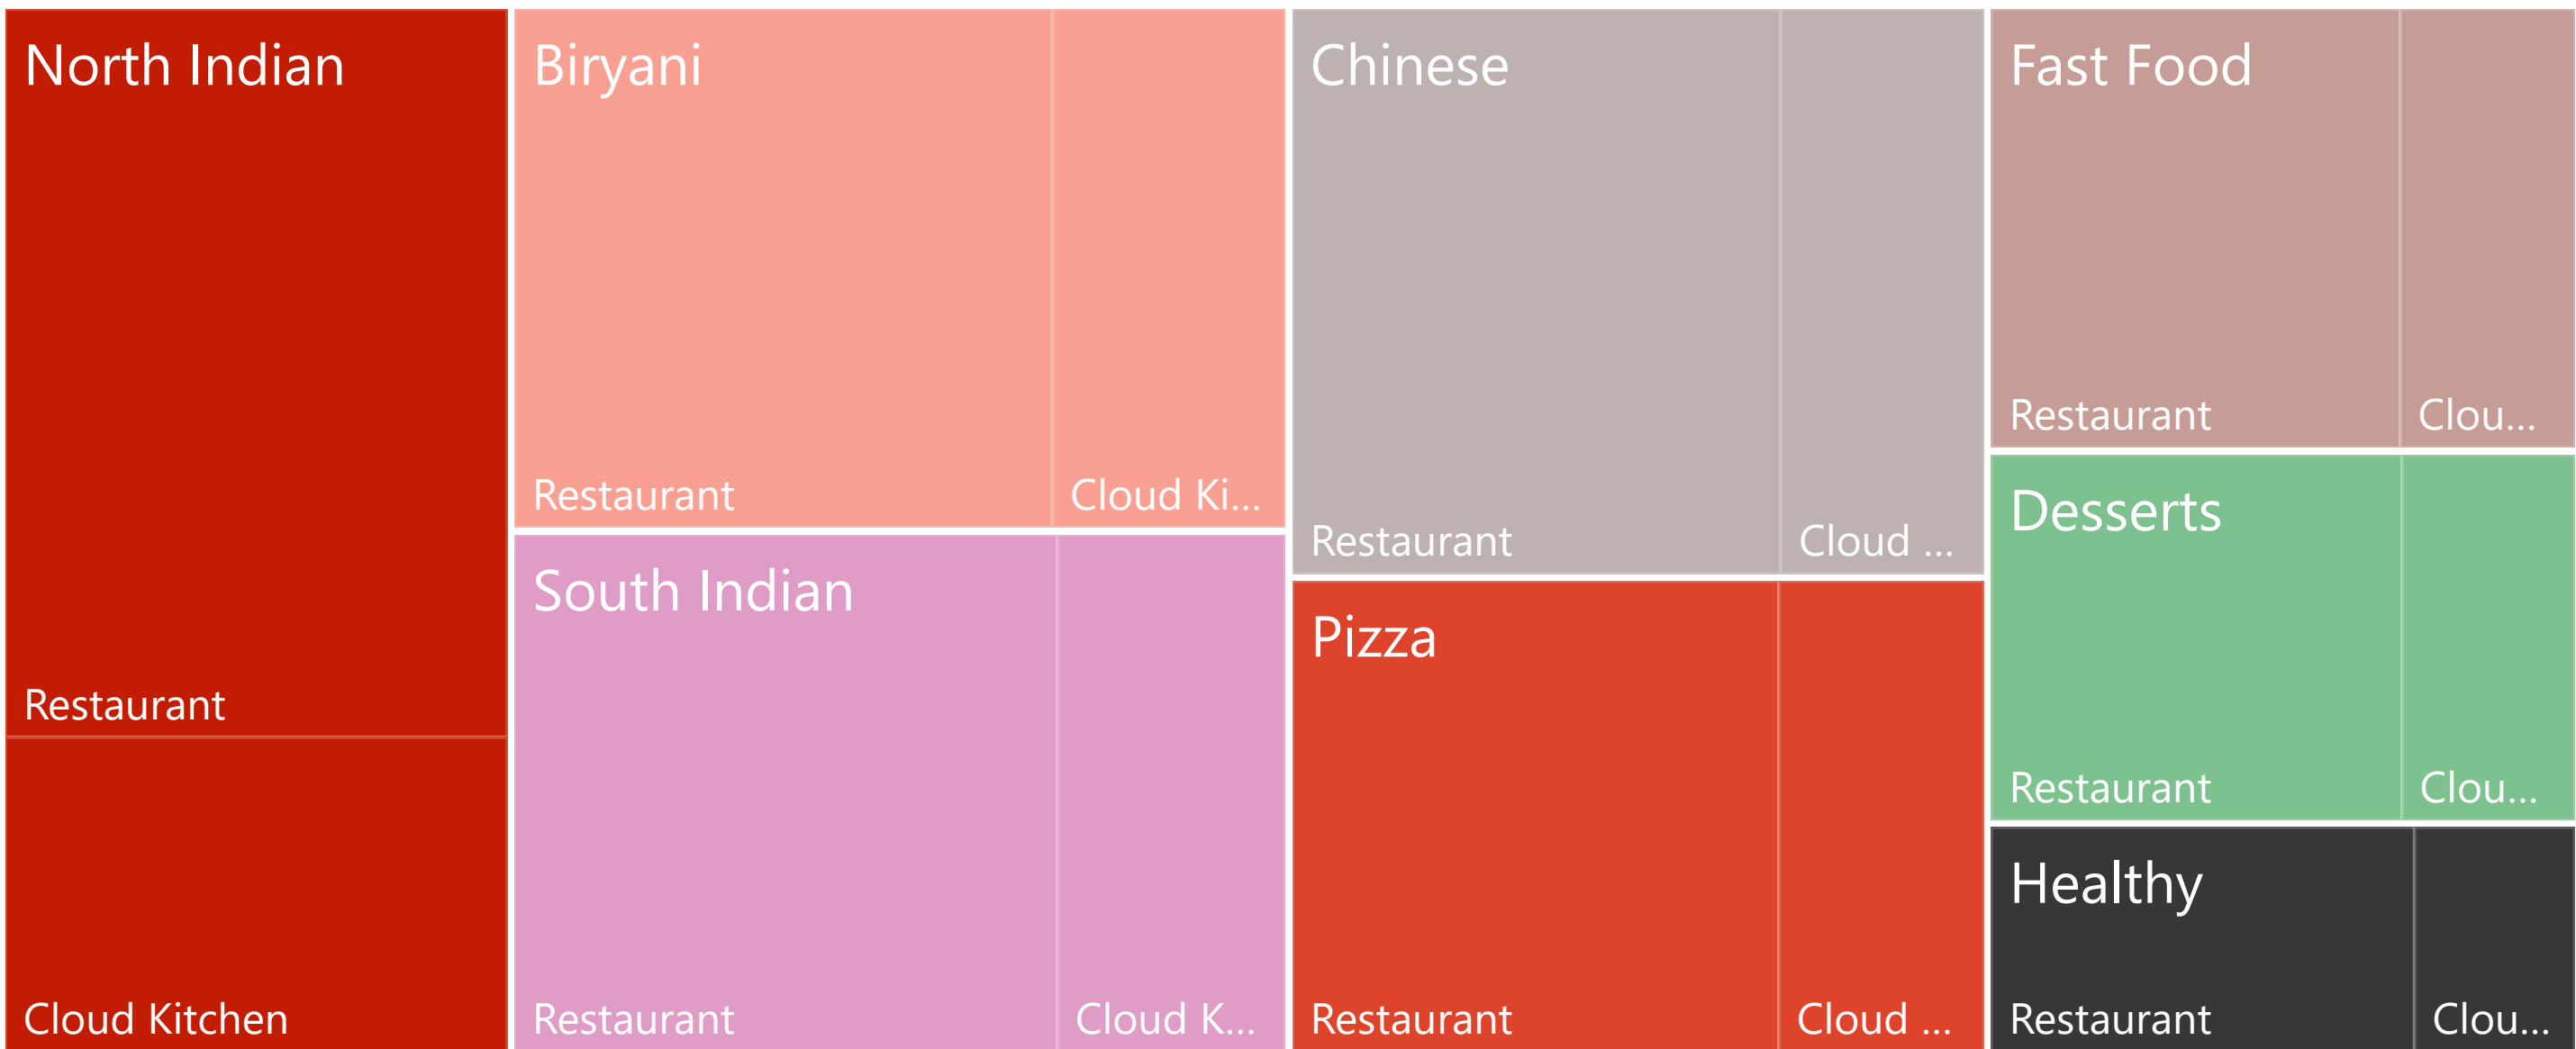 North Indian
Restaurant
Cloud Kitchen
Biryani
Restaurant
Cloud Ki...
South Indian
Restaurant
Cloud K...
Chinese
Restaurant
Cloud ...
Pizza
Restaurant
Cloud ...
Fast Food
Restaurant
Clou...
Desserts
Restaurant
Clou...
Healthy
Restaurant
Clou...